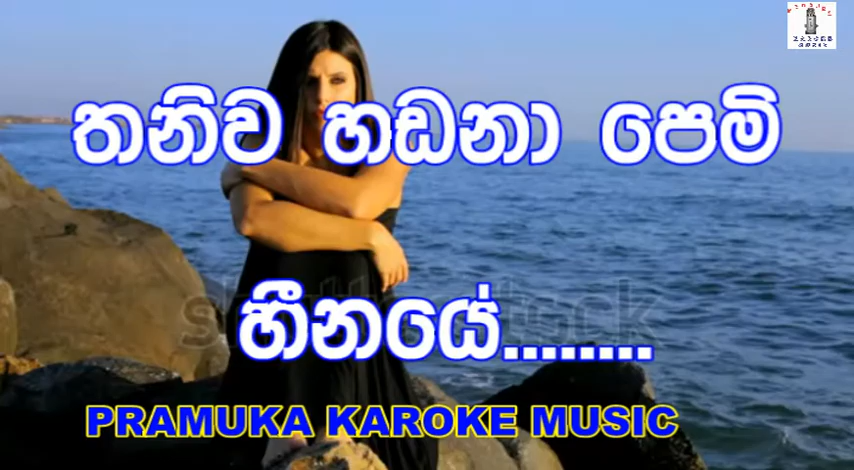 තනිව හඩනා පෙමි
හීනයේ........
PRAMUKA KAROKE MUSIC